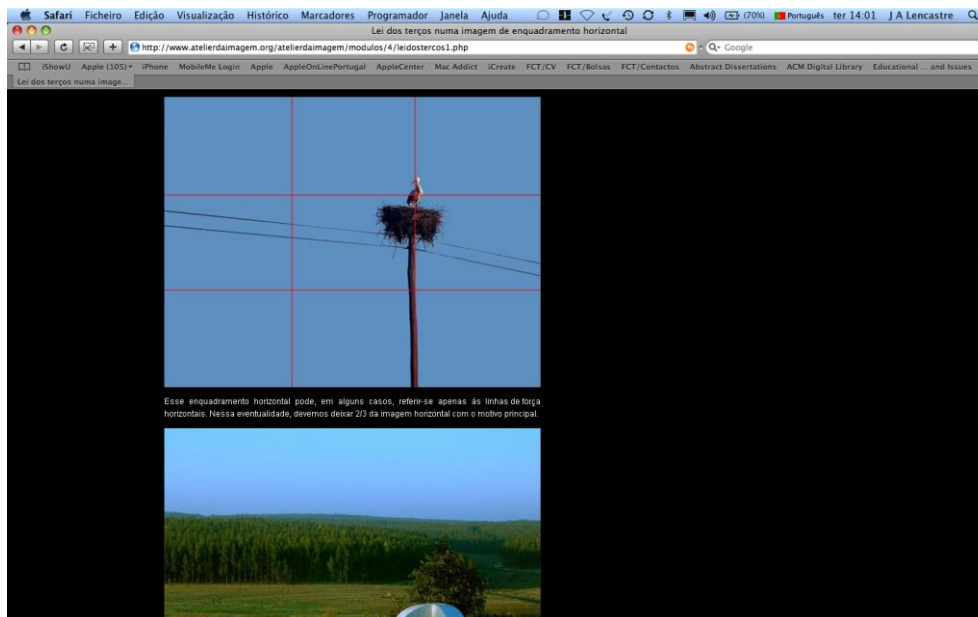 Safari Ficheiro Edição Visualização Histórico Marcadores Programador Janela Ajuda (70%) Português ter 14:01 J A Lencastre
Lei dos terços numa imagem de enquadramento horizontal
http://www.atelierdaimagem.org/atelierdaimagem/modulos/4/leidostercos1.php Google
iShowU Apple (105) iPhone MobileMe Login Apple AppleOnLinePortugal AppleCenter Mac Addict iCreate FCT/CV FCT/Bolsas FCT/Contactos Abstract Dissertations ACM Digital Library Educational ... and Issues
Lei dos terços numa image...
Esse enquadramento horizontal pode, em alguns casos, referir-se apenas ás linhas de força
horizontais. Nessa eventualidade, devemos deixar 2/3 da imagem horizontal com o motivo principal.